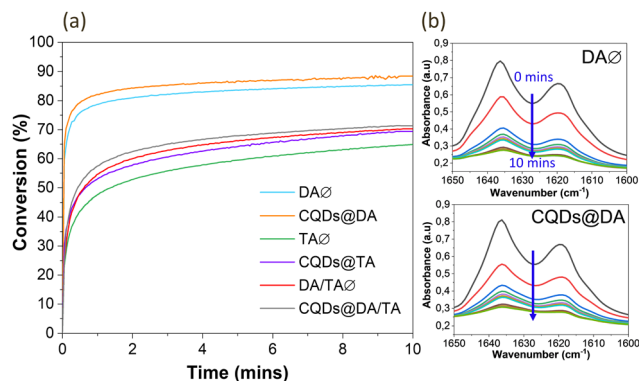 (a)
100
90
80
70
60
50
40
30
20
10
0
Conversion (%)
0
2
4
6
8
10
Time (mins)
DA∅
CQDs@DA
TA∅
CQDs@TA
DA/TA∅
CQDs@DA/TA
(b)
DA∅
0,9
0,8
0,7
0,6
0,5
0,4
0,3
0,2
Absorbance (a.u)
0 mins
10 mins
1650
1640
1630
1620
1610
1600
Wavenumber (cm⁻¹)
CQDs@DA
0,9
0,8
0,7
0,6
0,5
0,4
0,3
0,2
Absorbance (a.u)
1650
1640
1630
1620
1610
1600
Wavenumber (cm⁻¹)